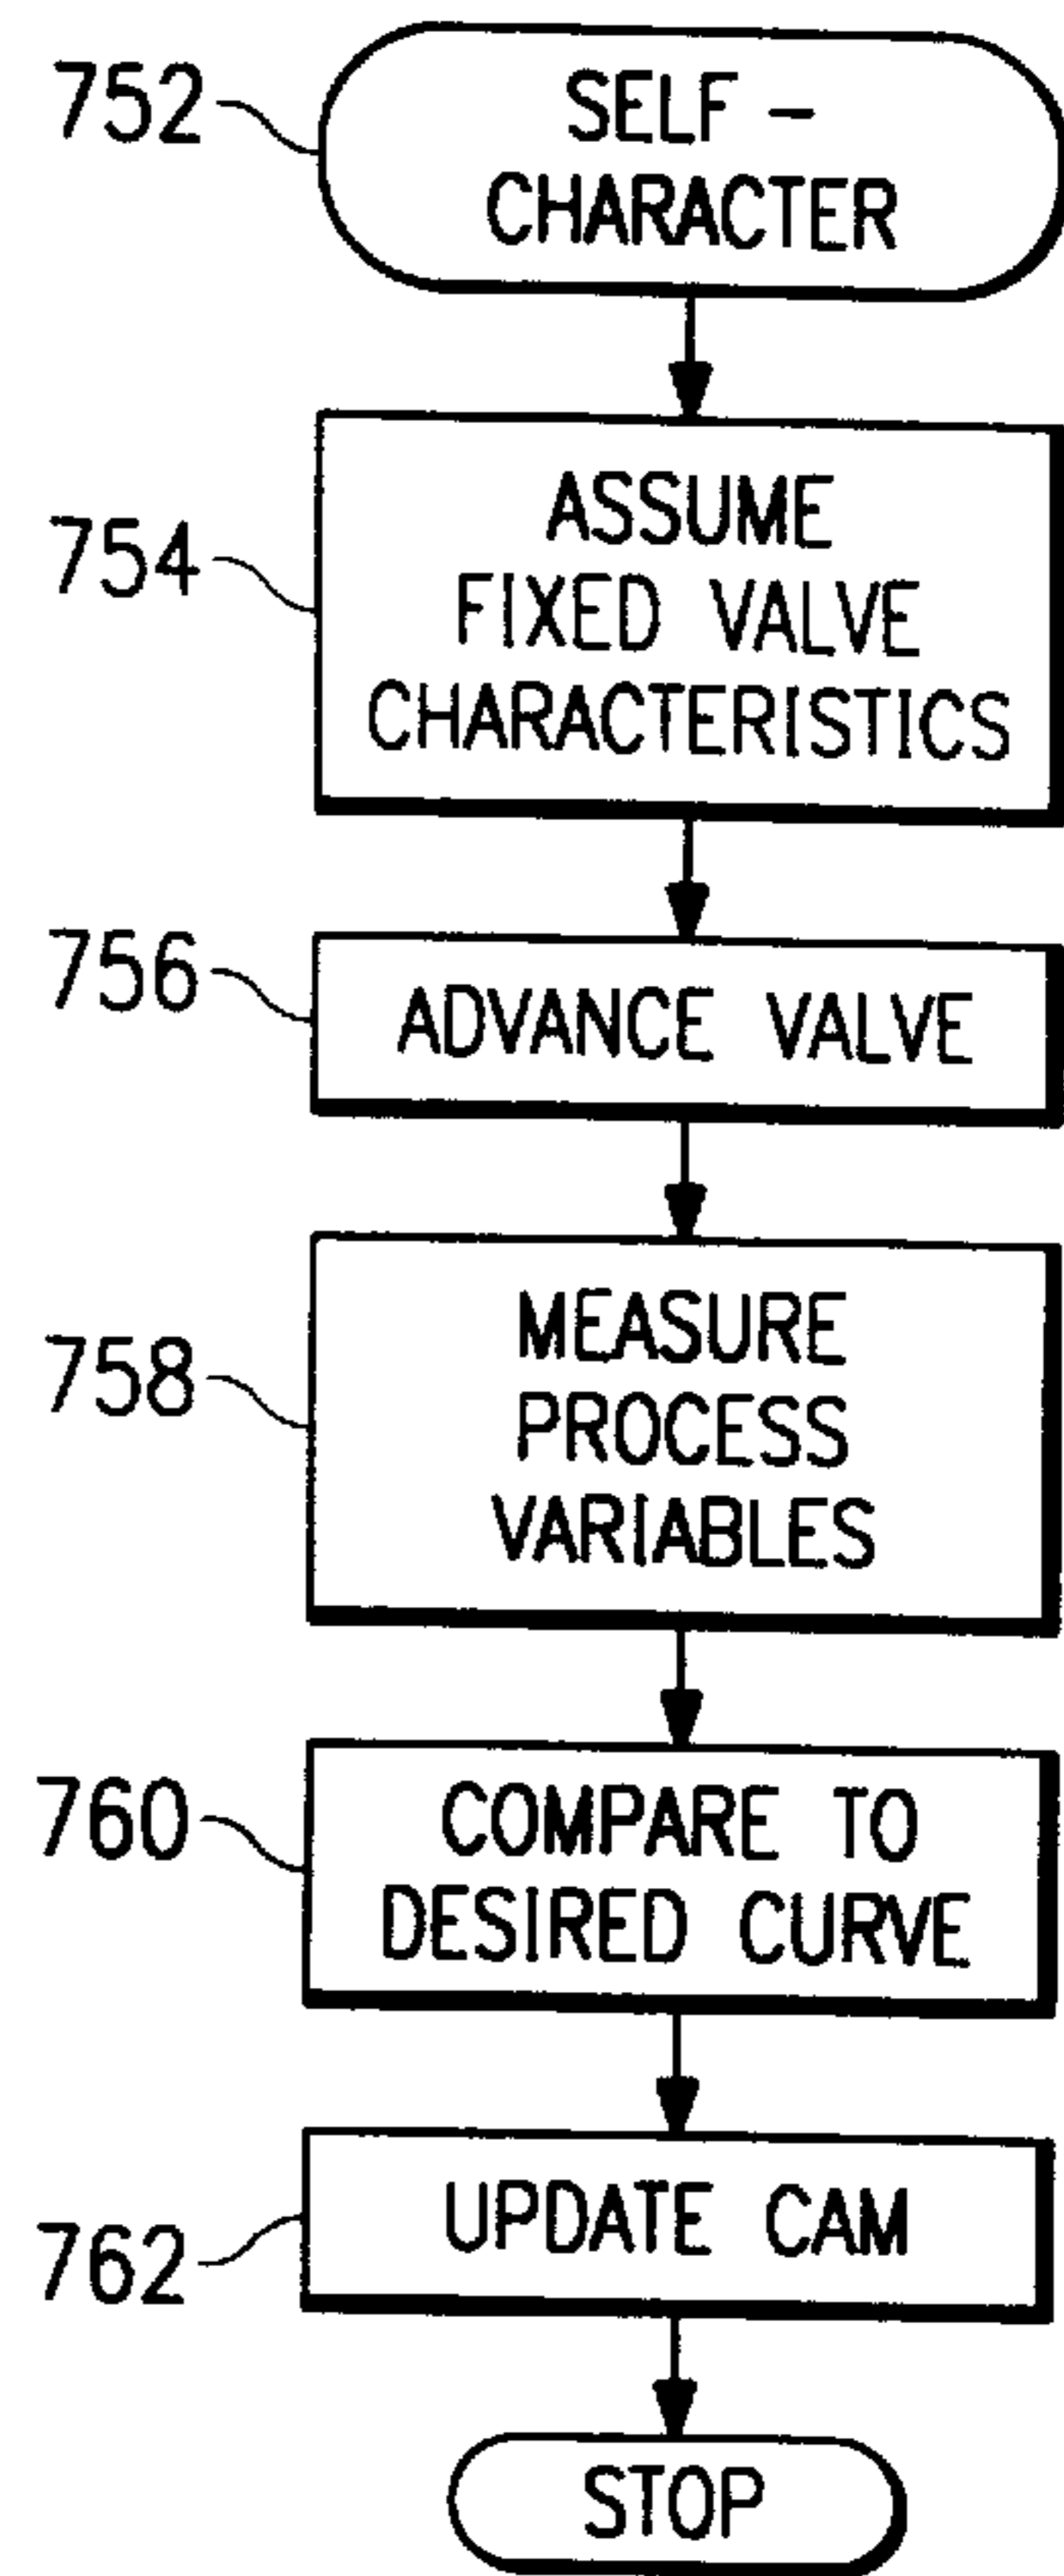 752
SELF -
CHARACTER
754
ASSUME
FIXED VALVE
CHARACTERISTICS
756
ADVANCE VALVE
758
MEASURE
PROCESS
VARIABLES
760
COMPARE TO
DESIRED CURVE
762
UPDATE CAM
STOP